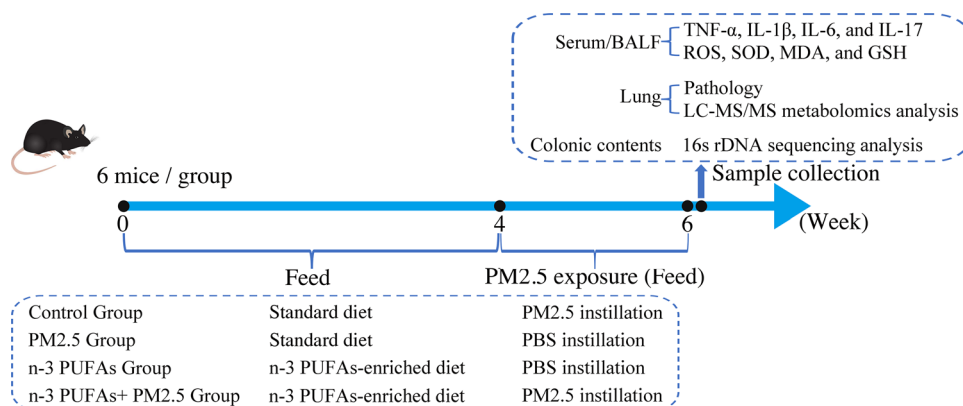 Serum/BALF TNF-α, IL-1β, IL-6, and IL-17
ROS, SOD, MDA, and GSH
Lung Pathology
LC-MS/MS metabolomics analysis
Colonic contents 16s rDNA sequencing analysis
6 mice / group
Sample collection
0 4 6 (Week)
Feed PM2.5 exposure (Feed)
Control Group Standard diet PM2.5 instillation
PM2.5 Group Standard diet PBS instillation
n-3 PUFAs Group n-3 PUFAs-enriched diet PBS instillation
n-3 PUFAs+ PM2.5 Group n-3 PUFAs-enriched diet PM2.5 instillation